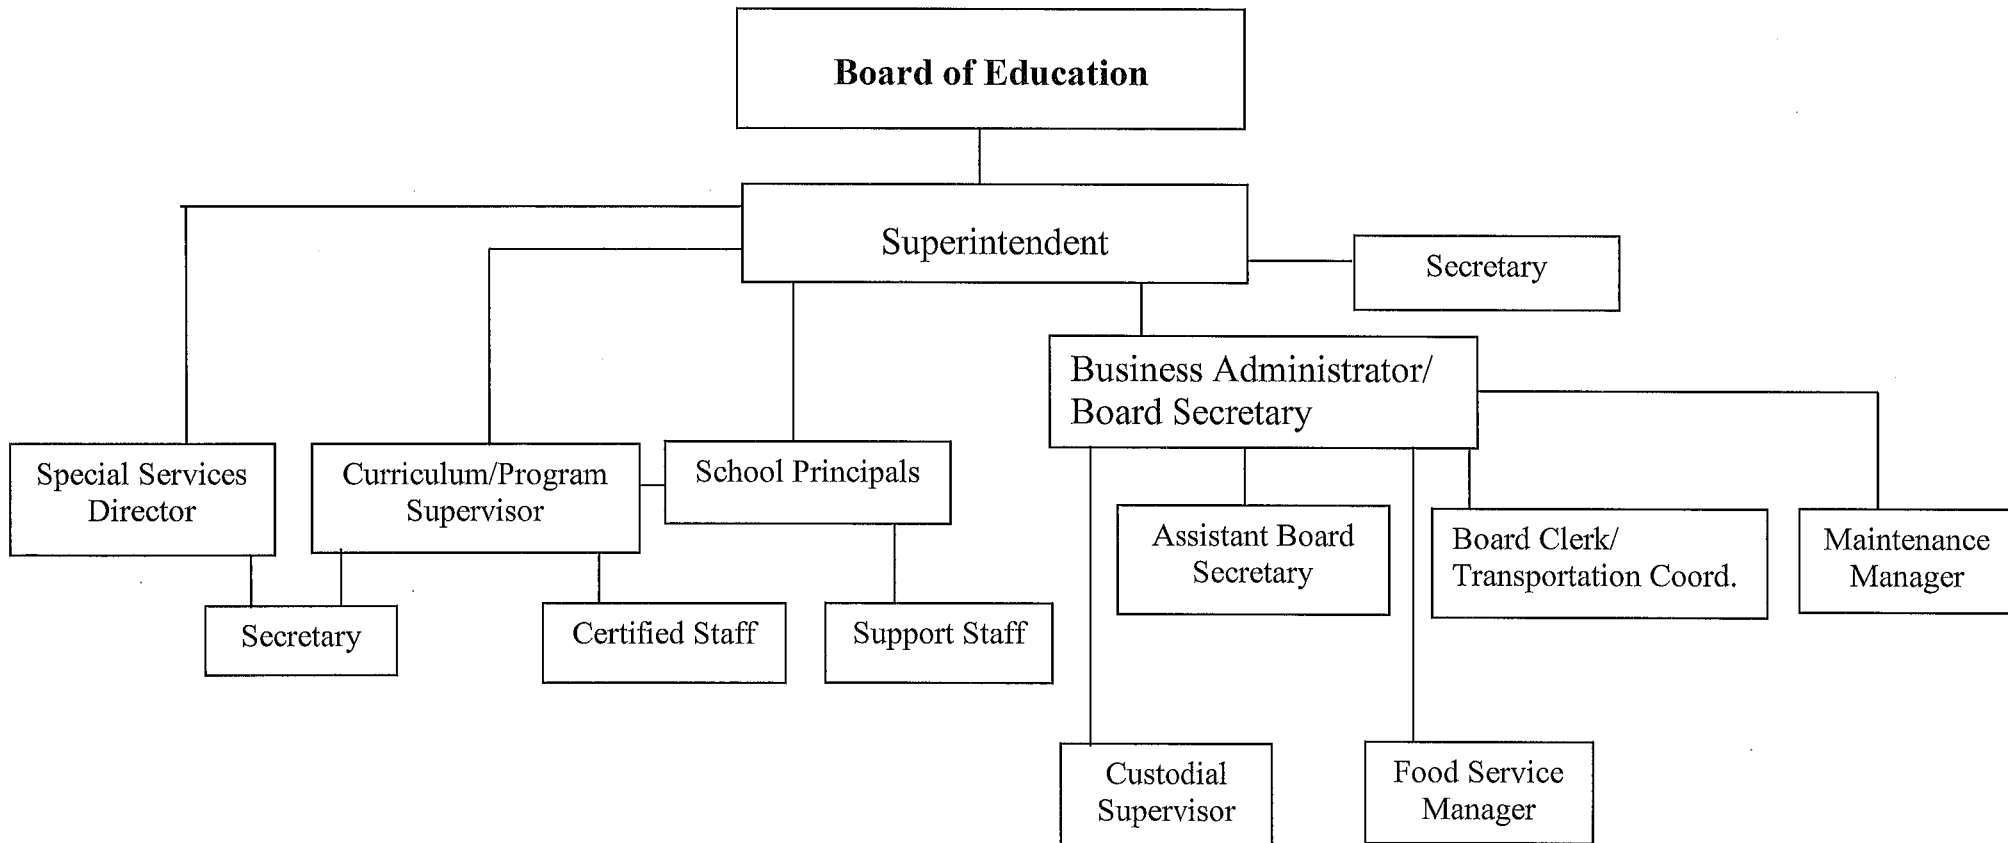 Board of Education
Superintendent
Secretary
Business Administrator/
Board Secretary
Special Services
Director
Curriculum/Program
Supervisor
School Principals
Assistant Board
Secretary
Board Clerk/
Transportation Coord.
Maintenance
Manager
Secretary
Certified Staff
Support Staff
Custodial
Supervisor
Food Service
Manager